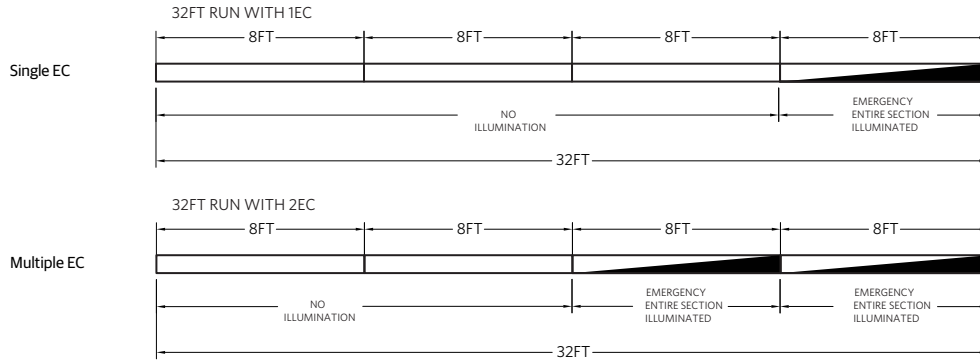 32FT RUN WITH 1EC
8FT 8FT 8FT 8FT
Single EC
NO
ILLUMINATION
EMERGENCY
ENTIRE SECTION
ILLUMINATED
32FT
32FT RUN WITH 2EC
8FT 8FT 8FT 8FT
Multiple EC
NO
ILLUMINATION
EMERGENCY
ENTIRE SECTION
ILLUMINATED
EMERGENCY
ENTIRE SECTION
ILLUMINATED
32FT